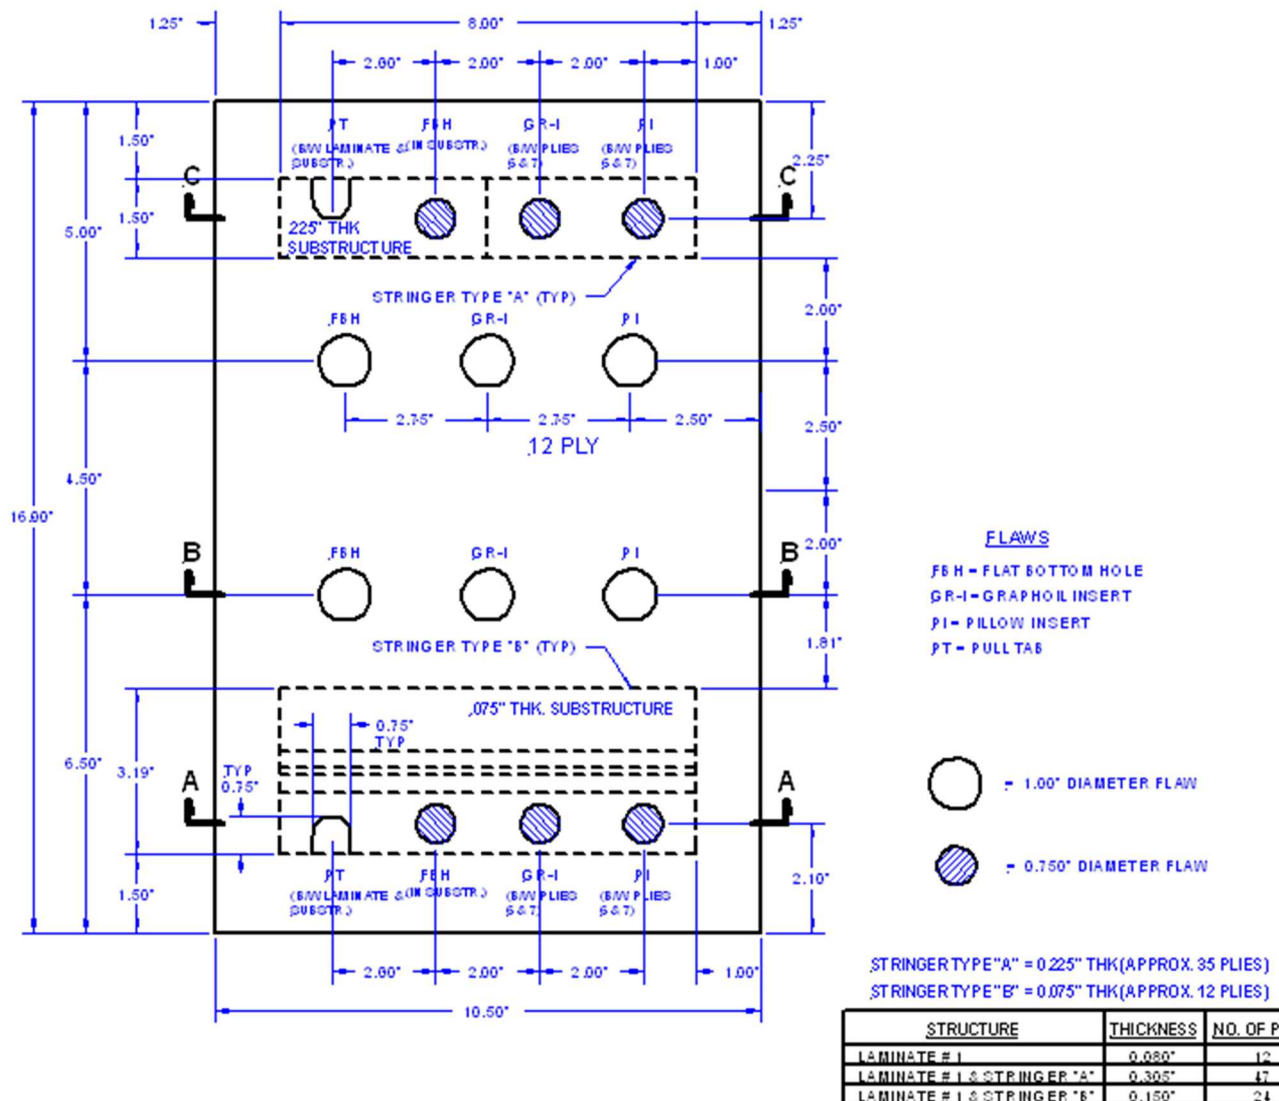 1.25" 8.00" 1.25"
2.00" 2.00" 2.00" 1.00"
PT FBH GR-I PI
(B/W LAMINATE & SUBSTR.) (IN SUBSTR.) (B/W PLIES 6 & 7) (B/W PLIES 6 & 7)
1.50"
2.25"
C C
1.50"
5.00"
.225" THK
SUBSTRUCTURE
STRINGER TYPE "A" (TYP)
2.00"
FBH GR-I PI
2.75" 2.75" 2.50"
2.50"
12 PLY
4.50"
16.90"
B B
2.00"
FBH GR-I PI
FLAWS
FBH = FLAT BOTTOM HOLE
GR-I = GRAPHOIL INSERT
PI = PILLOW INSERT
PT = PULL TAB
STRINGER TYPE "B" (TYP)
1.81"
.075" THK. SUBSTRUCTURE
0.75"
TYP
6.50"
3.19"
TYP
0.75"
A A
= 1.00" DIAMETER FLAW
= 0.750" DIAMETER FLAW
PT FBH GR-I PI
(B/W LAMINATE & SUBSTR.) (IN SUBSTR.) (B/W PLIES 6 & 7) (B/W PLIES 6 & 7)
1.50"
2.10"
2.00" 2.00" 2.00" 1.00"
10.50"
STRINGER TYPE "A" = 0.225" THK (APPROX. 35 PLIES)
STRINGER TYPE "B" = 0.075" THK (APPROX. 12 PLIES)
STRUCTURE THICKNESS NO. OF P
LAMINATE # 1 0.080" 12
LAMINATE # 1 & STRINGER "A" 0.305" 47
LAMINATE # 1 & STRINGER "B" 0.150" 24